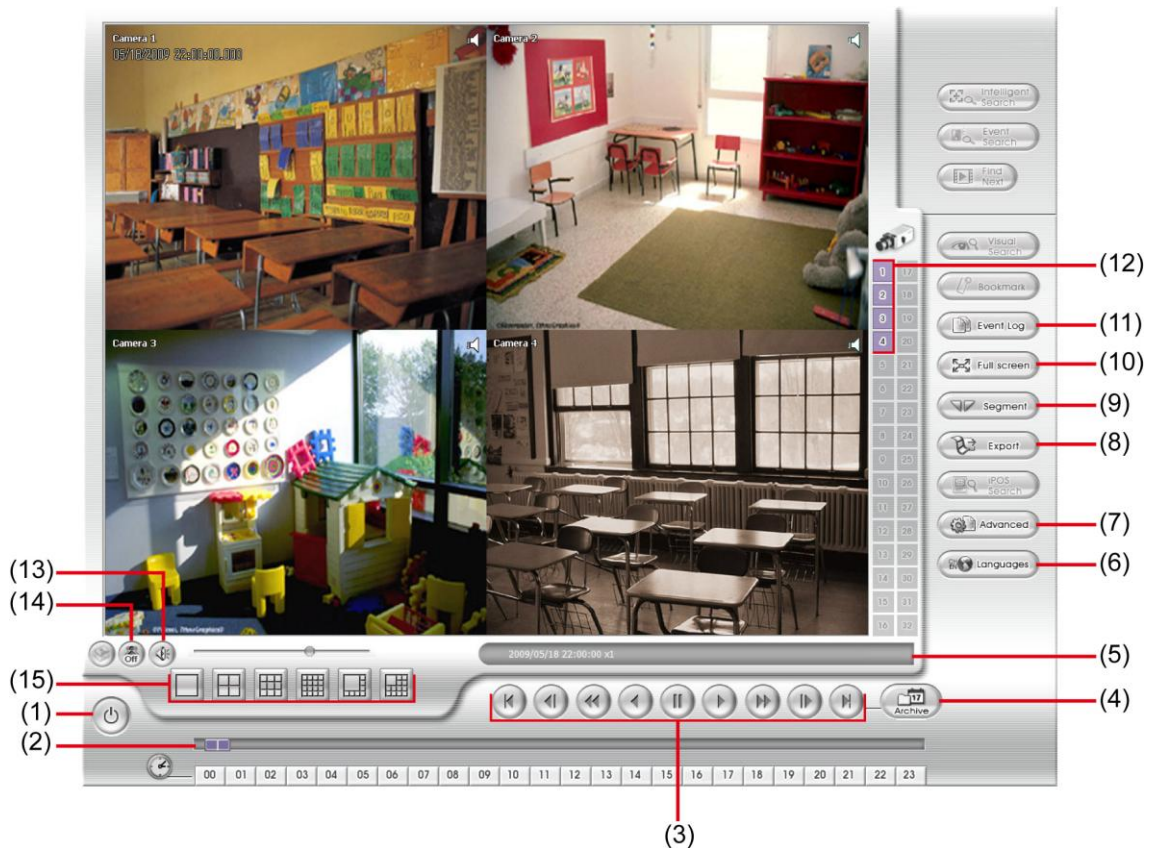 Camera 1
05/18/2009 22:00:00.000
Camera 2
Intelligent
Search
Event
Search
Find
Next
Visual
Search
(12)
Bookmark
Event Log
(11)
Camera 3
Camera 4
Full screen
(10)
Segment
(9)
Export
(8)
iPOS
Search
Advanced
(7)
Languages
(6)
1 17
2 18
3 19
4 20
5 21
6 22
7 23
8 24
9 25
10 26
11 27
12 28
13 29
14 30
15 31
16 32
(13)
(14)
Off
2009/05/18 22:00:00 x1
(5)
(15)
(1)
17
Archive
(4)
(2)
00 01 02 03 04 05 06 07 08 09 10 11 12 13 14 15 16 17 18 19 20 21 22 23
(3)